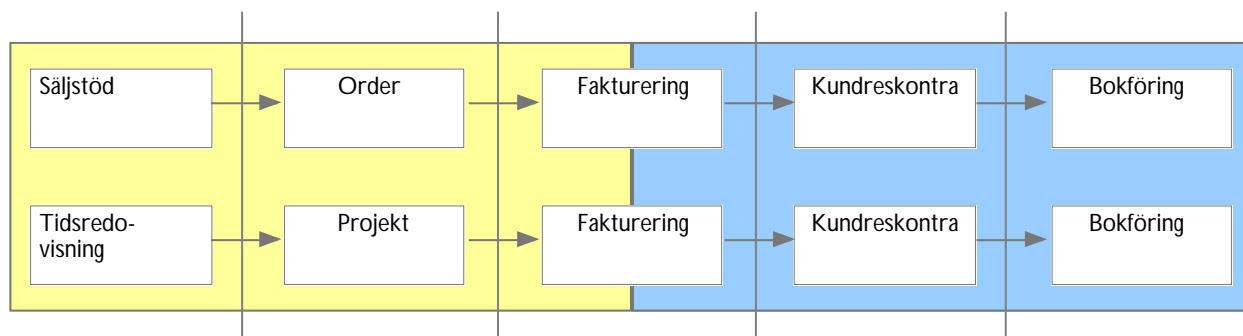 Säljstöd
Order
Fakturering
Kundreskontra
Bokföring
Tidsredo-
visning
Projekt
Fakturering
Kundreskontra
Bokföring